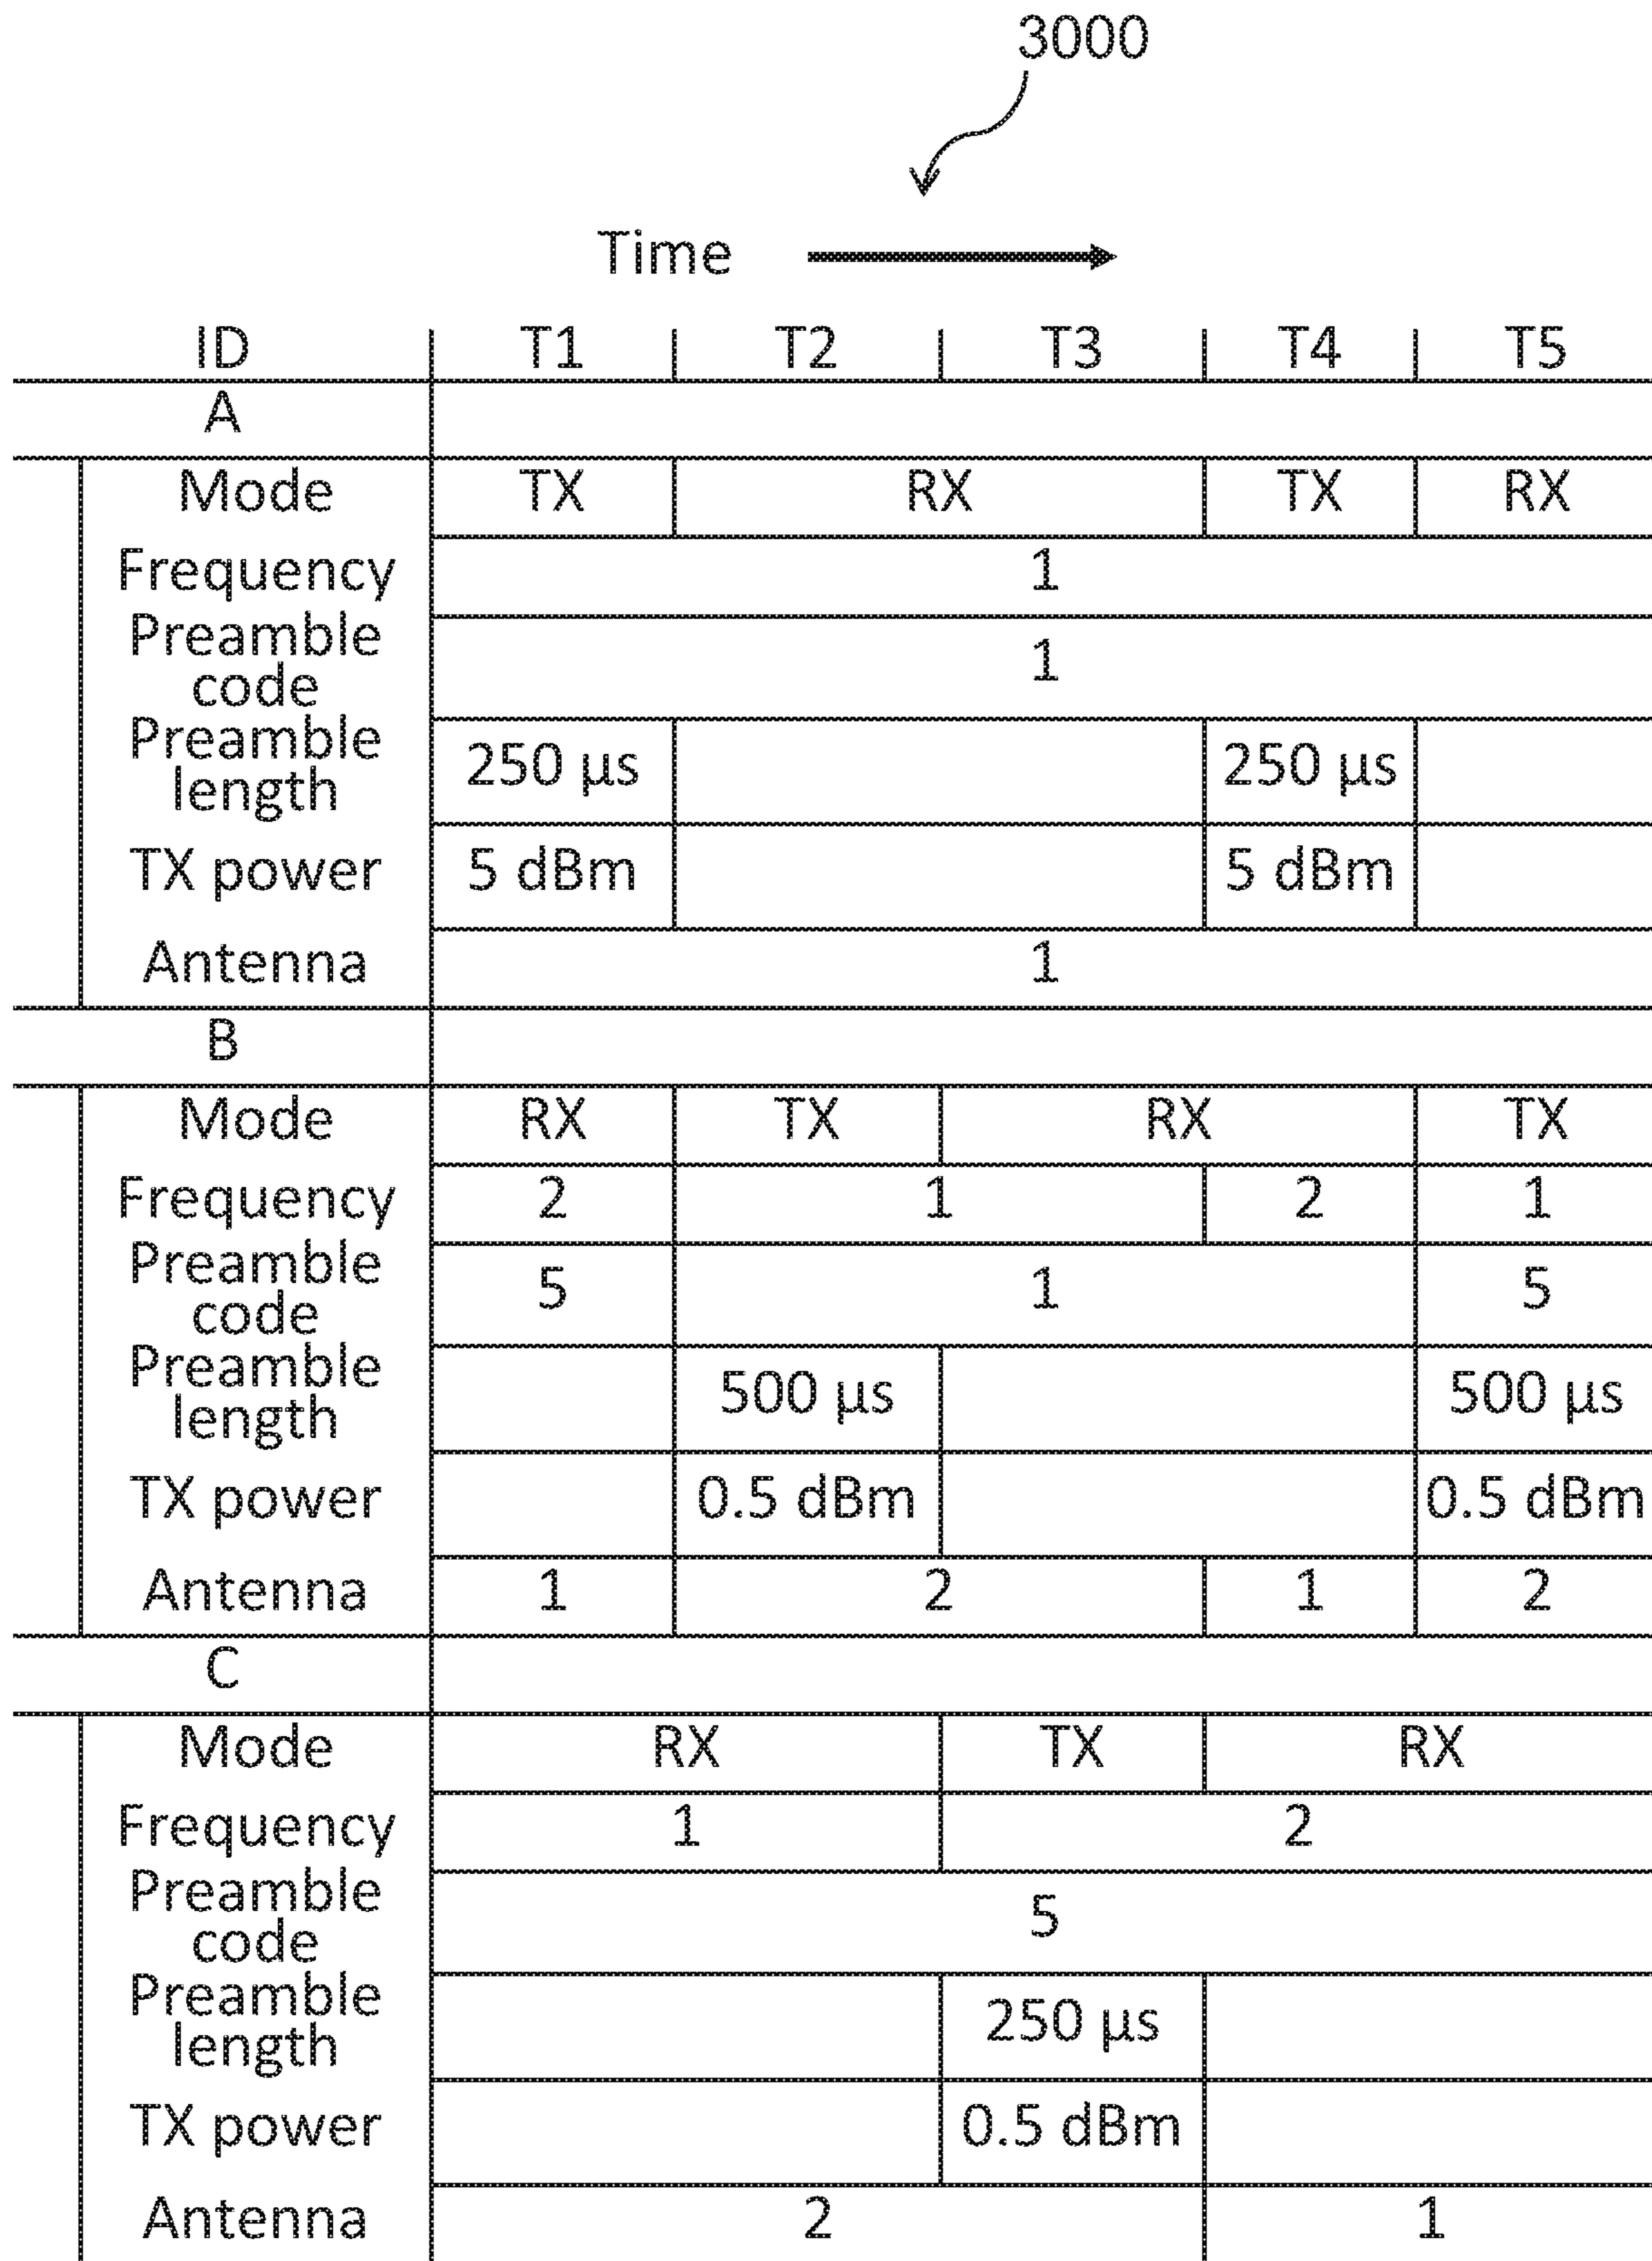 3000
Time
ID T1 T2 T3 T4 T5
A
Mode TX RX TX RX
Frequency 1
Preamble
code 1
Preamble
length 250 µs 250 µs
TX power 5 dBm 5 dBm
Antenna 1
B
Mode RX TX RX TX
Frequency 2 1 2 1
Preamble
code 5 1 5
Preamble
length 500 µs 500 µs
TX power 0.5 dBm 0.5 dBm
Antenna 1 2 1 2
C
Mode RX TX RX
Frequency 1 2
Preamble
code 5
Preamble
length 250 µs
TX power 0.5 dBm
Antenna 2 1